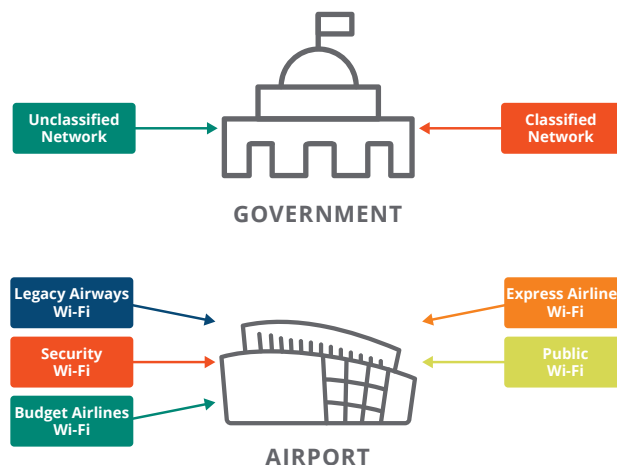 Unclassified
Network
Classified
Network
GOVERNMENT
Legacy Airways
Wi-Fi
Express Airline
Wi-Fi
Security
Wi-Fi
Public
Wi-Fi
Budget Airlines
Wi-Fi
AIRPORT